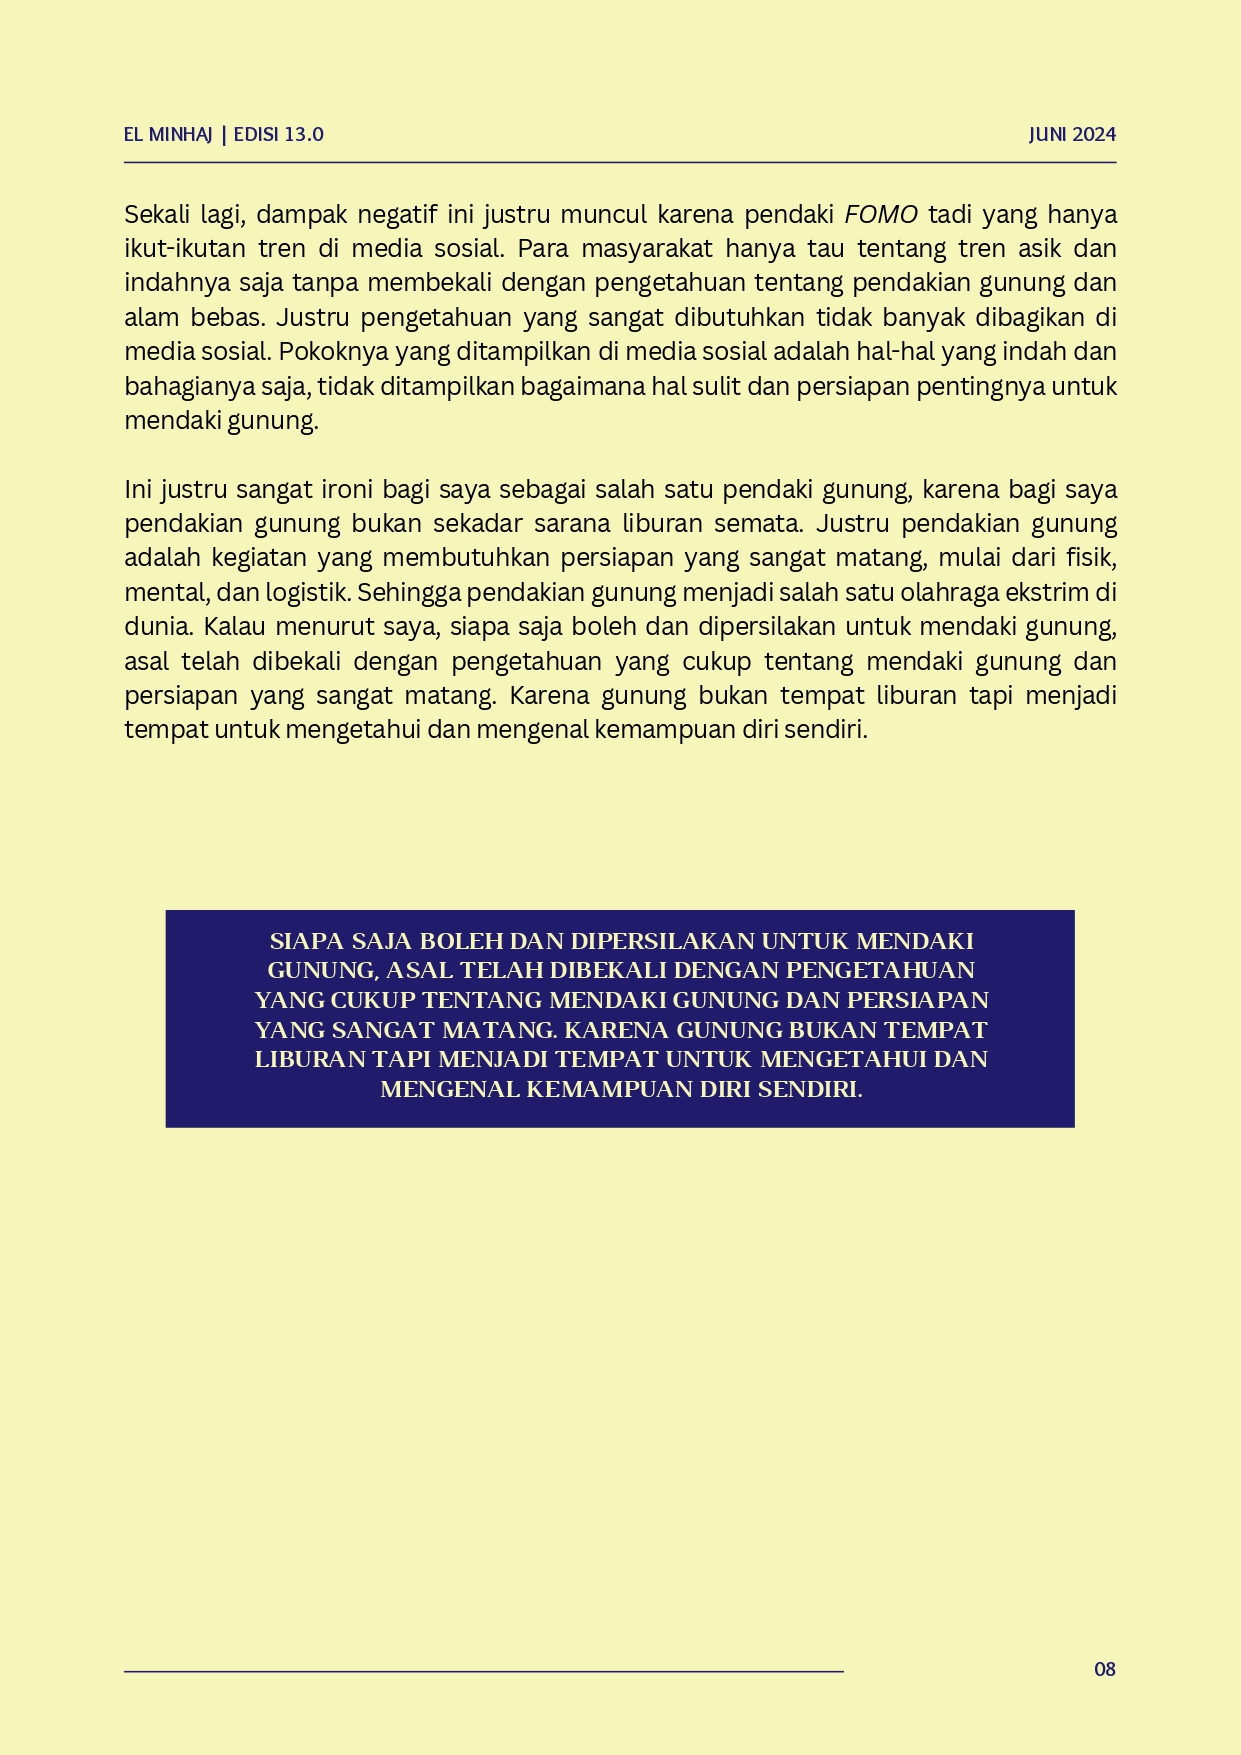 EL MINHAJ | EDISI 13.0
JUNI 2024
Sekali lagi, dampak negatif ini justru muncul karena pendaki FOMO tadi yang hanya
ikut-ikutan tren di media sosial. Para masyarakat hanya tau tentang tren asik dan
indahnya saja tanpa membekali dengan pengetahuan tentang pendakian gunung dan
alam bebas. Justru pengetahuan yang sangat dibutuhkan tidak banyak dibagikan di
media sosial. Pokoknya yang ditampilkan di media sosial adalah hal-hal yang indah dan
bahagianya saja, tidak ditampilkan bagaimana hal sulit dan persiapan pentingnya untuk
mendaki gunung.
Ini justru sangat ironi bagi saya sebagai salah satu pendaki gunung, karena bagi saya
pendakian gunung bukan sekadar sarana liburan semata. Justru pendakian gunung
adalah kegiatan yang membutuhkan persiapan yang sangat matang, mulai dari fisik,
mental, dan logistik. Sehingga pendakian gunung menjadi salah satu olahraga ekstrim di
dunia. Kalau menurut saya, siapa saja boleh dan dipersilakan untuk mendaki gunung,
asal telah dibekali dengan pengetahuan yang cukup tentang mendaki gunung dan
persiapan yang sangat matang. Karena gunung bukan tempat liburan tapi menjadi
tempat untuk mengetahui dan mengenal kemampuan diri sendiri.
SIAPA SAJA BOLEH DAN DIPERSILAKAN UNTUK MENDAKI
GUNUNG, ASAL TELAH DIBEKALI DENGAN PENGETAHUAN
YANG CUKUP TENTANG MENDAKI GUNUNG DAN PERSIAPAN
YANG SANGAT MATANG. KARENA GUNUNG BUKAN TEMPAT
LIBURAN TAPI MENJADI TEMPAT UNTUK MENGETAHUI DAN
MENGENAL KEMAMPUAN DIRI SENDIRI.
08